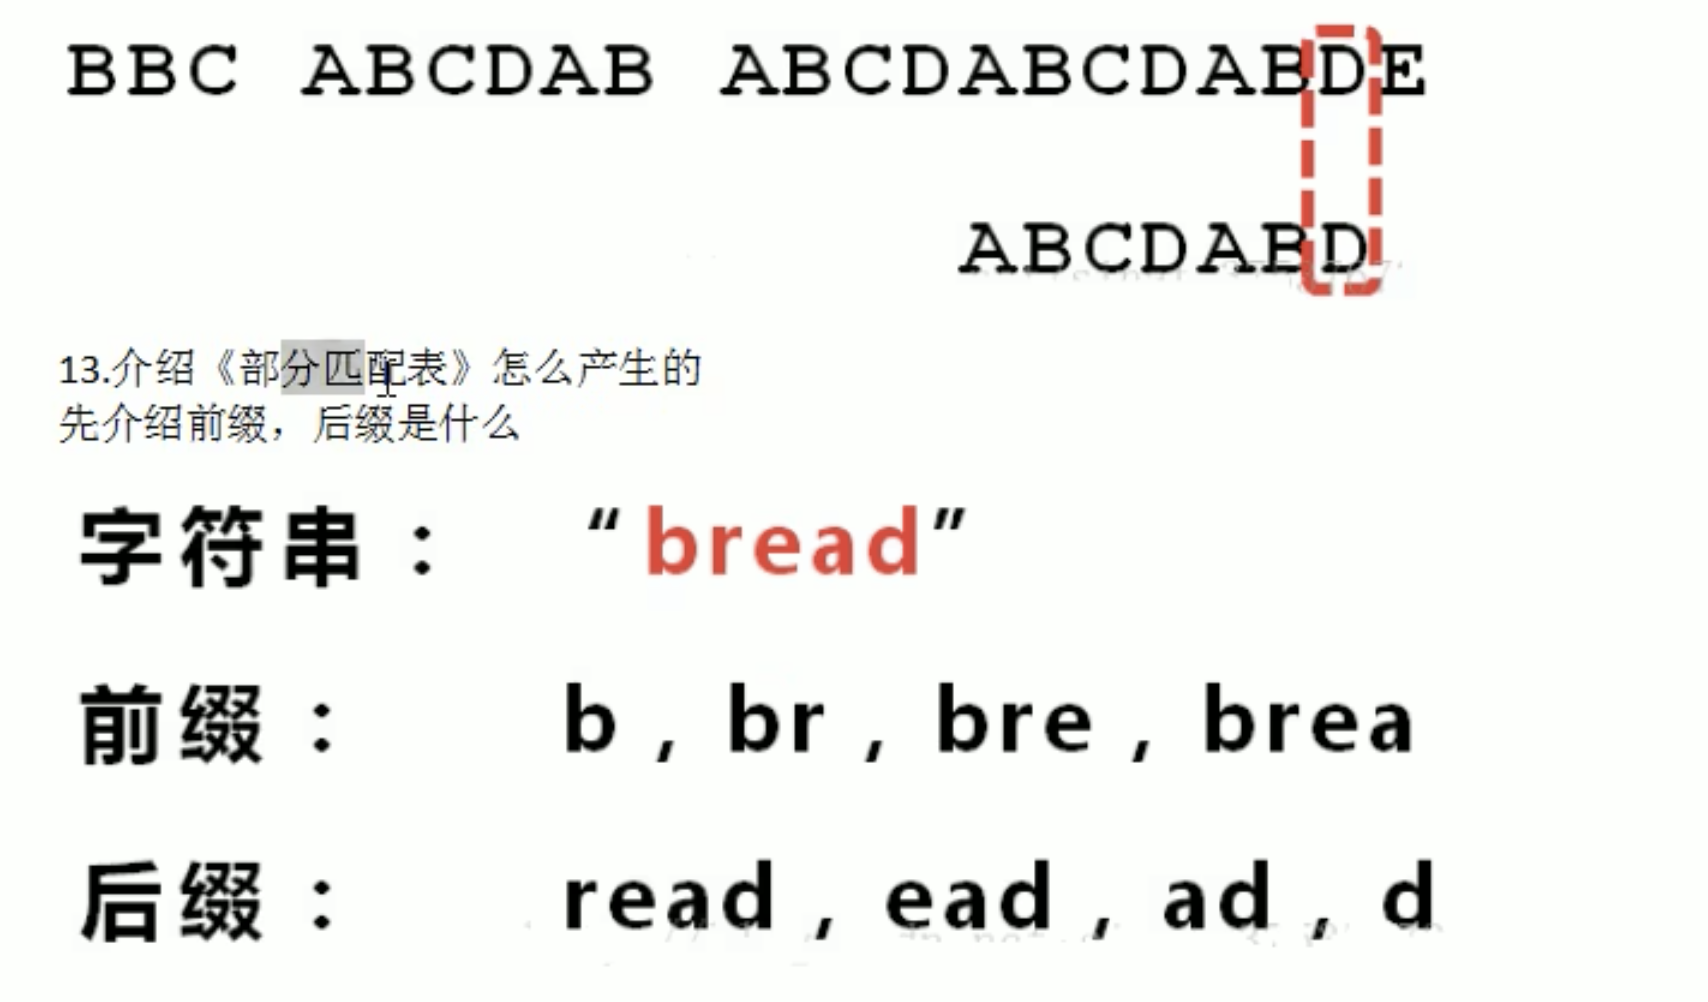 BBC ABCDAB ABCDABCDABDE
ABCDABD
13.介绍《部分匹配表》怎么产生的
先介绍前缀，后缀是什么
字符串： “bread”
前缀： b , br , bre , brea
后缀： read , ead , ad , d